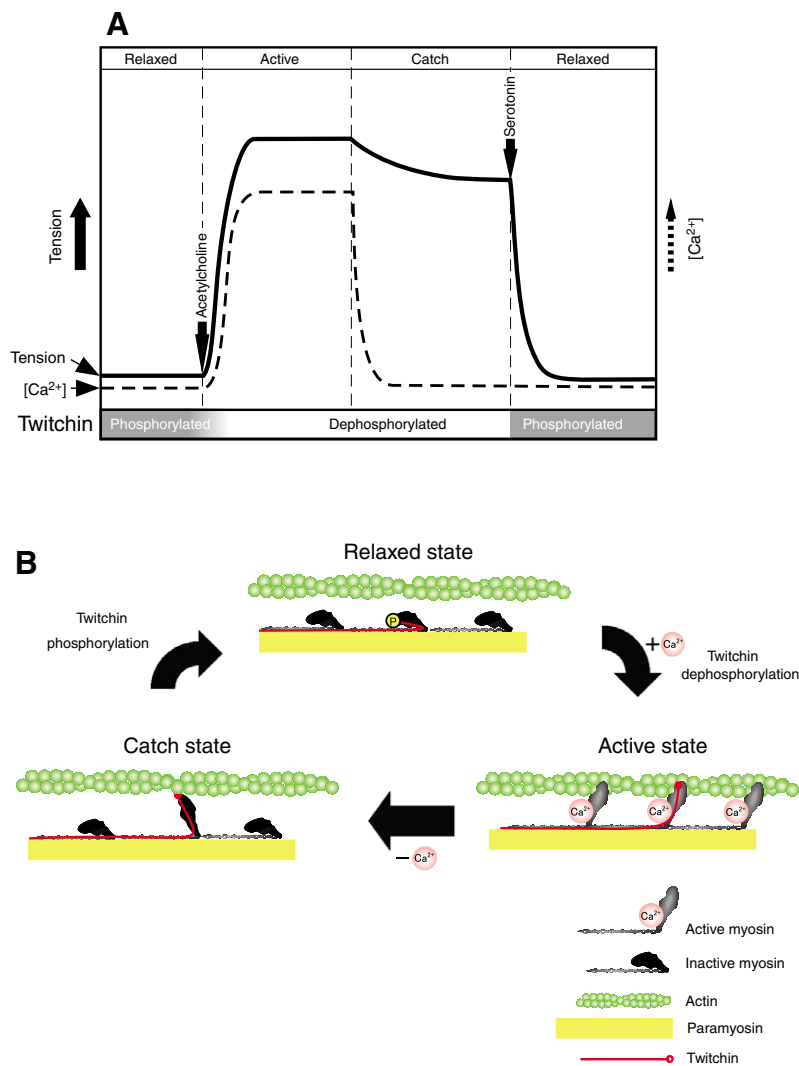 A
Relaxed Active Catch Relaxed
Serotonin
Acetylcholine
Tension
[Ca²⁺]
Tension
[Ca²⁺]
Twitchin Phosphorylated Dephosphorylated Phosphorylated
B
Relaxed state
Twitchin
phosphorylation
P
+ Ca²⁺
Twitchin
dephosphorylation
Catch state
Active state
Ca²⁺ Ca²⁺ Ca²⁺
− Ca²⁺
Ca²⁺
Active myosin
Inactive myosin
Actin
Paramyosin
Twitchin